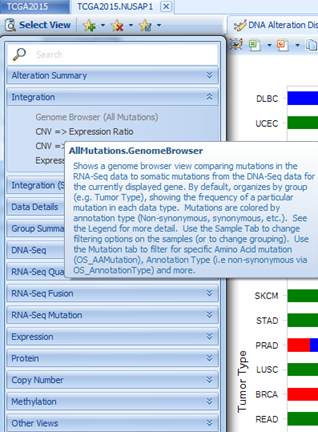 TCGA2015
TCGA2015.NUSAP1
Select View
DNA Alteration Dis
Search
Alteration Summary
Integration
Genome Browser (All Mutations)
CNV => Expression Ratio
CNV =>
Express
AllMutations.GenomeBrowser
Shows a genome browser view comparing mutations in the
RNA-Seq data to somatic mutations from the DNA-Seq data for
the currently displayed gene. By default, organizes by group
(e.g. Tumor Type), showing the frequency of a particular
mutation in each data type. Mutations are colored by
annotation type (Non-synonymous, synonymous, etc.). See
the Legend for more detail. Use the Sample Tab to change
filtering options on the samples (or to change grouping). Use
the Mutation tab to filter for specific Amino acid mutation
(OS_AAMutation), Annotation Type (i.e non-synonymous via
OS_AnnotationType) and more.
Integration (S
Data Details
Group Summa
DNA-Seq
RNA-Seq Qua
RNA-Seq Fusion
RNA-Seq Mutation
Expression
Protein
Copy Number
Methylation
Other Views
DLBC
UCEC
SKCM
STAD
PRAD
LUSC
BRCA
READ
Tumor Type